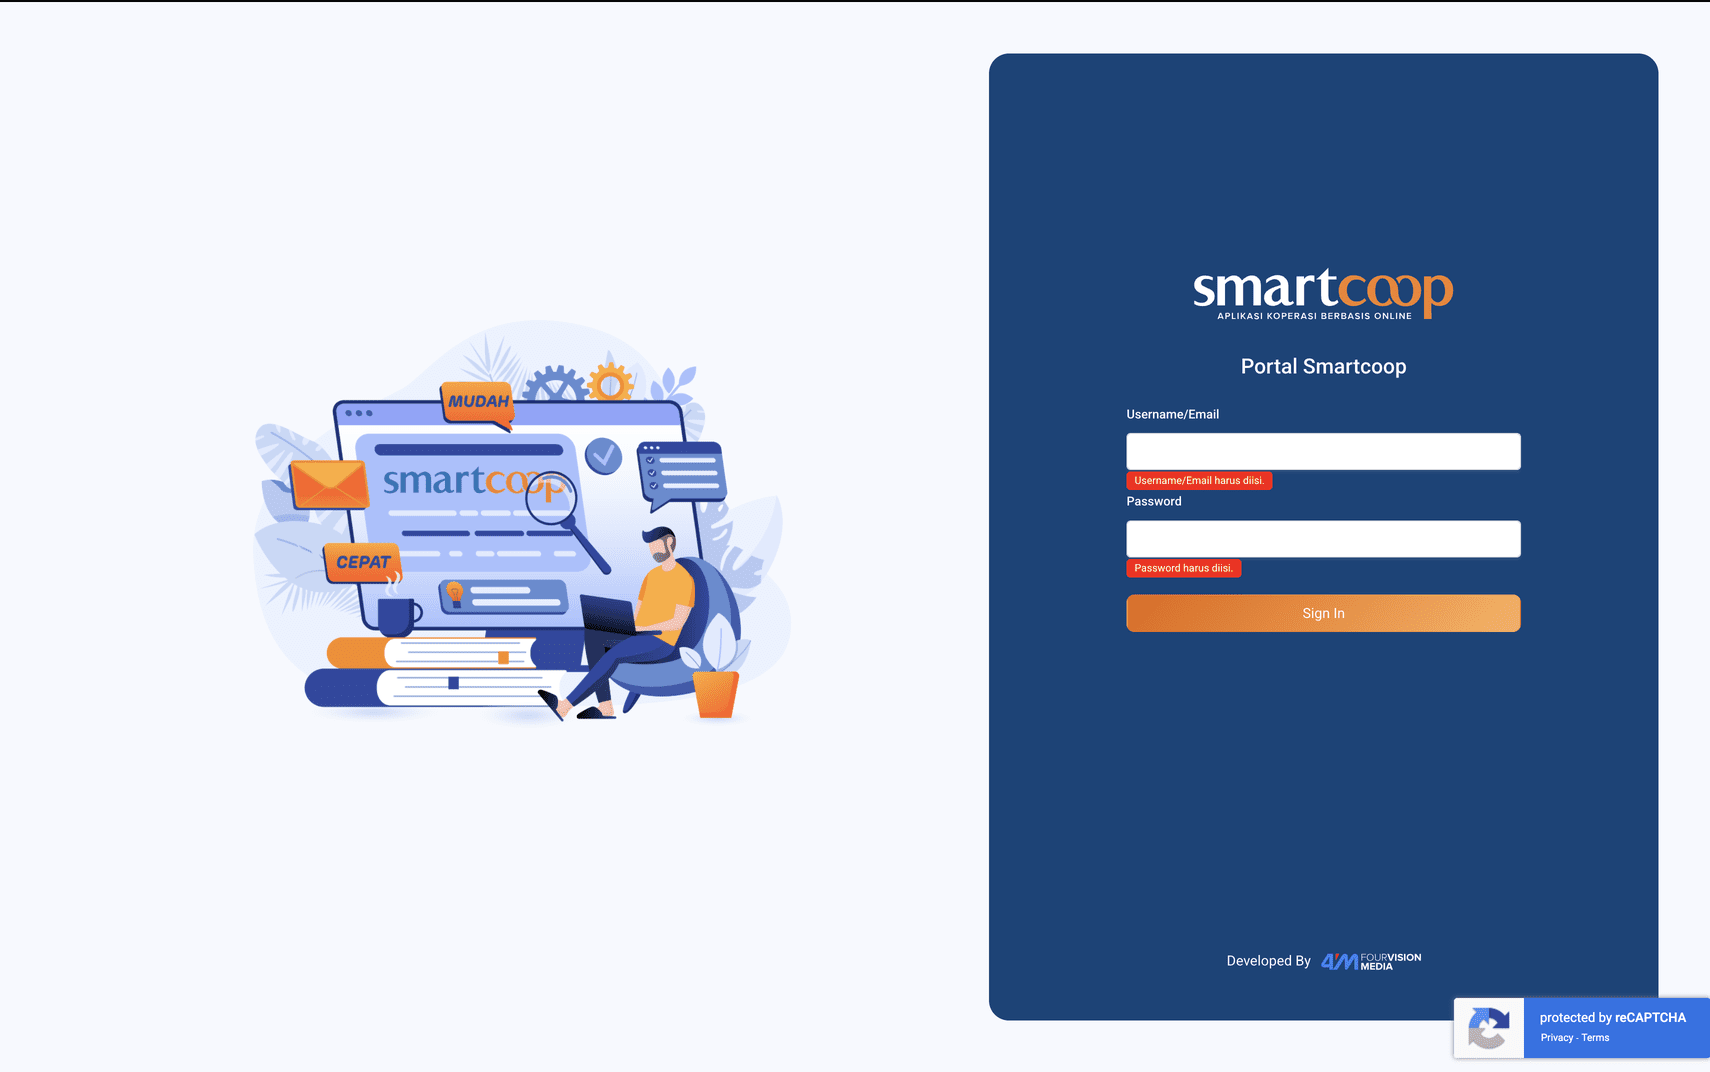 MUDAH
smartcoop
CEPAT
smartcoop
APLIKASI KOPERASI BERBASIS ONLINE
Portal Smartcoop
Username/Email
Username/Email harus diisi.
Password
Password harus diisi.
Sign In
Developed By 4M FOURVISION
MEDIA
protected by reCAPTCHA
Privacy - Terms